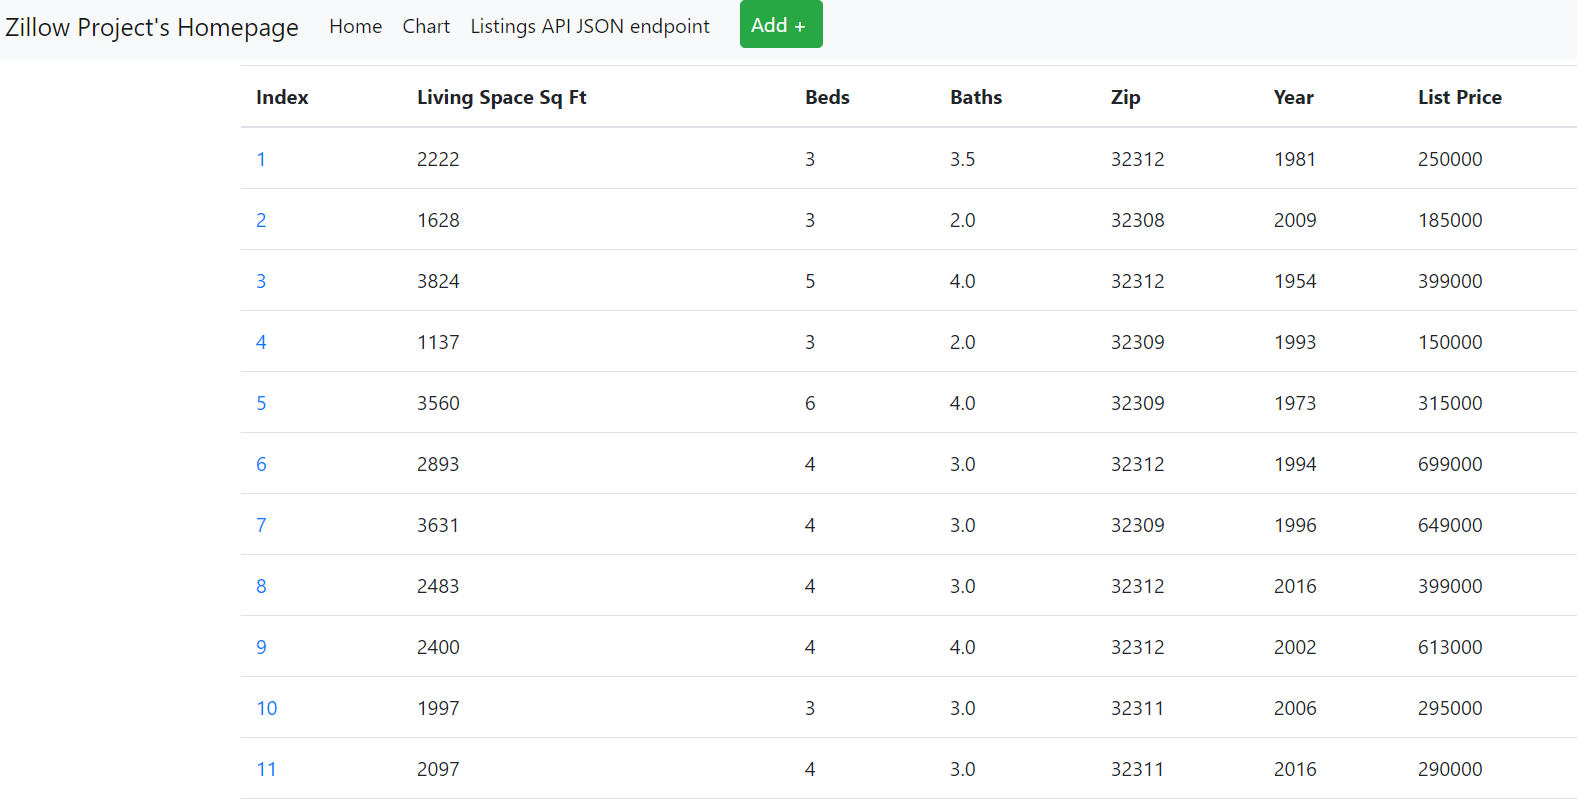 Zillow Project's Homepage Home Chart Listings API JSON endpoint Add +
Index Living Space Sq Ft Beds Baths Zip Year List Price
1 2222 3 3.5 32312 1981 250000
2 1628 3 2.0 32308 2009 185000
3 3824 5 4.0 32312 1954 399000
4 1137 3 2.0 32309 1993 150000
5 3560 6 4.0 32309 1973 315000
6 2893 4 3.0 32312 1994 699000
7 3631 4 3.0 32309 1996 649000
8 2483 4 3.0 32312 2016 399000
9 2400 4 4.0 32312 2002 613000
10 1997 3 3.0 32311 2006 295000
11 2097 4 3.0 32311 2016 290000